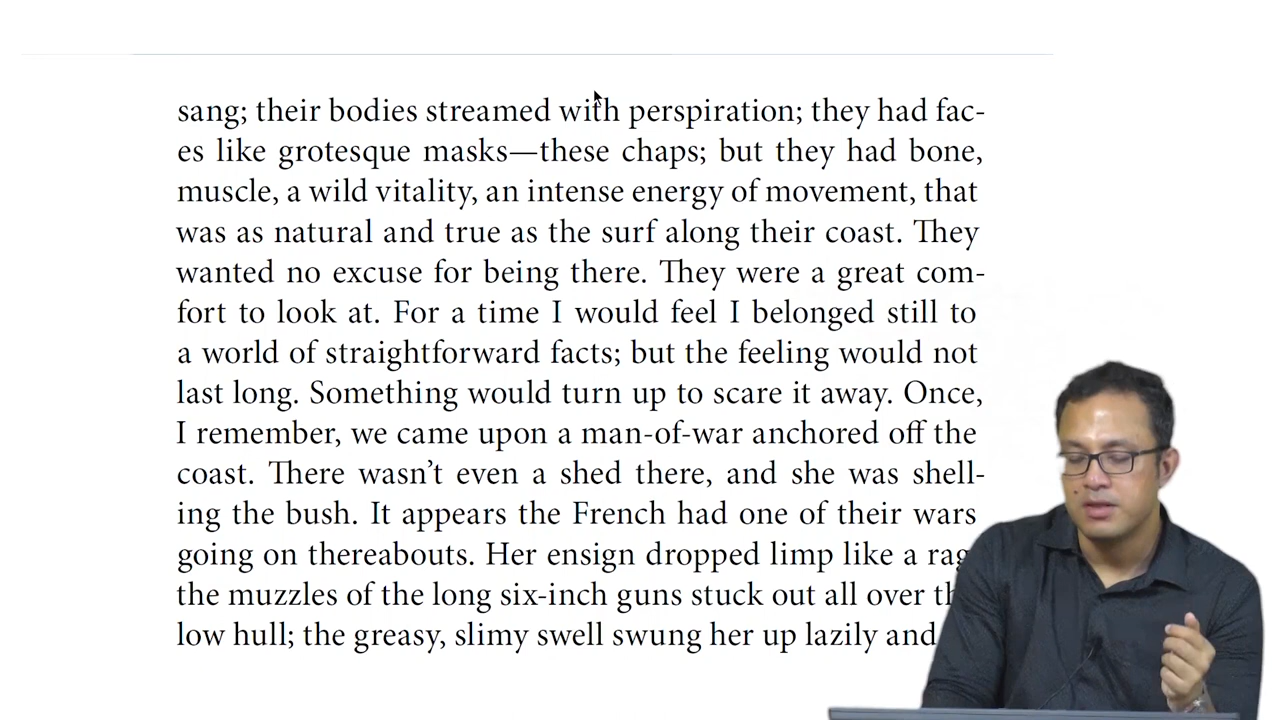 sang; their bodies streamed with perspiration; they had fac-
es like grotesque masks—these chaps; but they had bone,
muscle, a wild vitality, an intense energy of movement, that
was as natural and true as the surf along their coast. They
wanted no excuse for being there. They were a great com-
fort to look at. For a time I would feel I belonged still to
a world of straightforward facts; but the feeling would not
last long. Something would turn up to scare it away. Once,
I remember, we came upon a man-of-war anchored off the
coast. There wasn't even a shed there, and she was shell-
ing the bush. It appears the French had one of their wars
going on thereabouts. Her ensign dropped limp like a rag
the muzzles of the long six-inch guns stuck out all over
low hull; the greasy, slimy swell swung her up lazily and